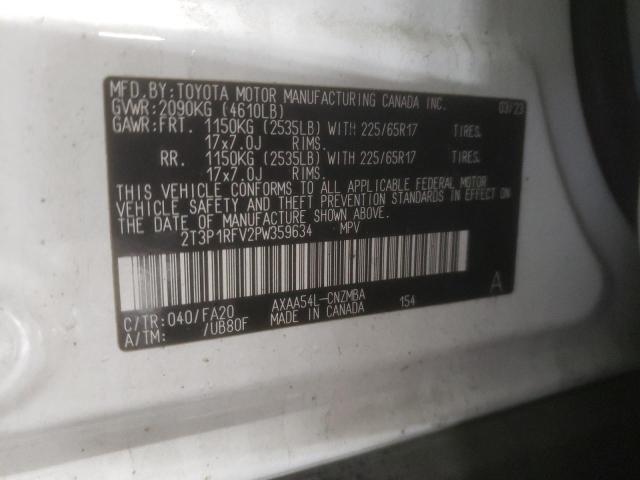 MFD.BY:TOYOTA MOTOR MANUFACTURING CANADA INC.
GVWR:2090KG (4610LB) 03/23
GAWR:FRT. 1150KG (2535LB) WITH 225/65R17 TIRES.
17x7.0J RIMS.
RR. 1150KG (2535LB) WITH 225/65R17 TIRES.
17x7.0J RIMS.
THIS VEHICLE CONFORMS TO ALL APPLICABLE FEDERAL MOTOR
VEHICLE SAFETY AND THEFT PREVENTION STANDARDS IN EFFECT ON
THE DATE OF MANUFACTURE SHOWN ABOVE.
2T3P1RFV2PW359634 MPV
A
C/TR:040/FA20 AXAA54L-CNZMBA 154
A/TM: /UB80F MADE IN CANADA